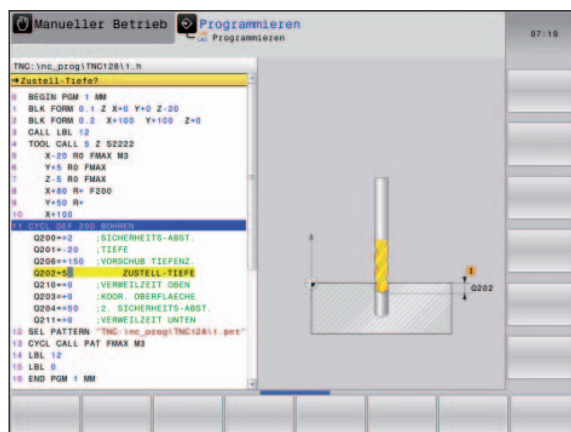 Manueller Betrieb
Programmieren
Programmieren
07:19
TNC:\nc_prog\TNC128\1.h
Zustell-Tiefe?
0 BEGIN PGM 1 MM
1 BLK FORM 0.1 Z X+0 Y+0 Z-20
2 BLK FORM 0.2 X+100 Y+100 Z+0
3 CALL LBL 12
4 TOOL CALL 5 Z S2222
5 X-20 R0 FMAX M3
6 Y+5 R0 FMAX
7 Z-5 R0 FMAX
8 X+80 R+ F200
9 Y+50 R+
10 X+100
11 CYCL DEF 200 BOHREN
Q200=+2 ;SICHERHEITS-ABST.
Q201=-20 ;TIEFE
Q206=+150 ;VORSCHUB TIEFENZ.
Q202=5 ZUSTELL-TIEFE
Q210=+0 ;VERWEILZEIT OBEN
Q203=+0 ;KOOR. OBERFLAECHE
Q204=+50 ;2. SICHERHEITS-ABST.
Q211=+0 ;VERWEILZEIT UNTEN
12 SEL PATTERN "TNC:\nc_prog\TNC128\1.pnt"
13 CYCL CALL PAT FMAX M3
14 LBL 12
15 LBL 0
16 END PGM 1 MM
I
Q202